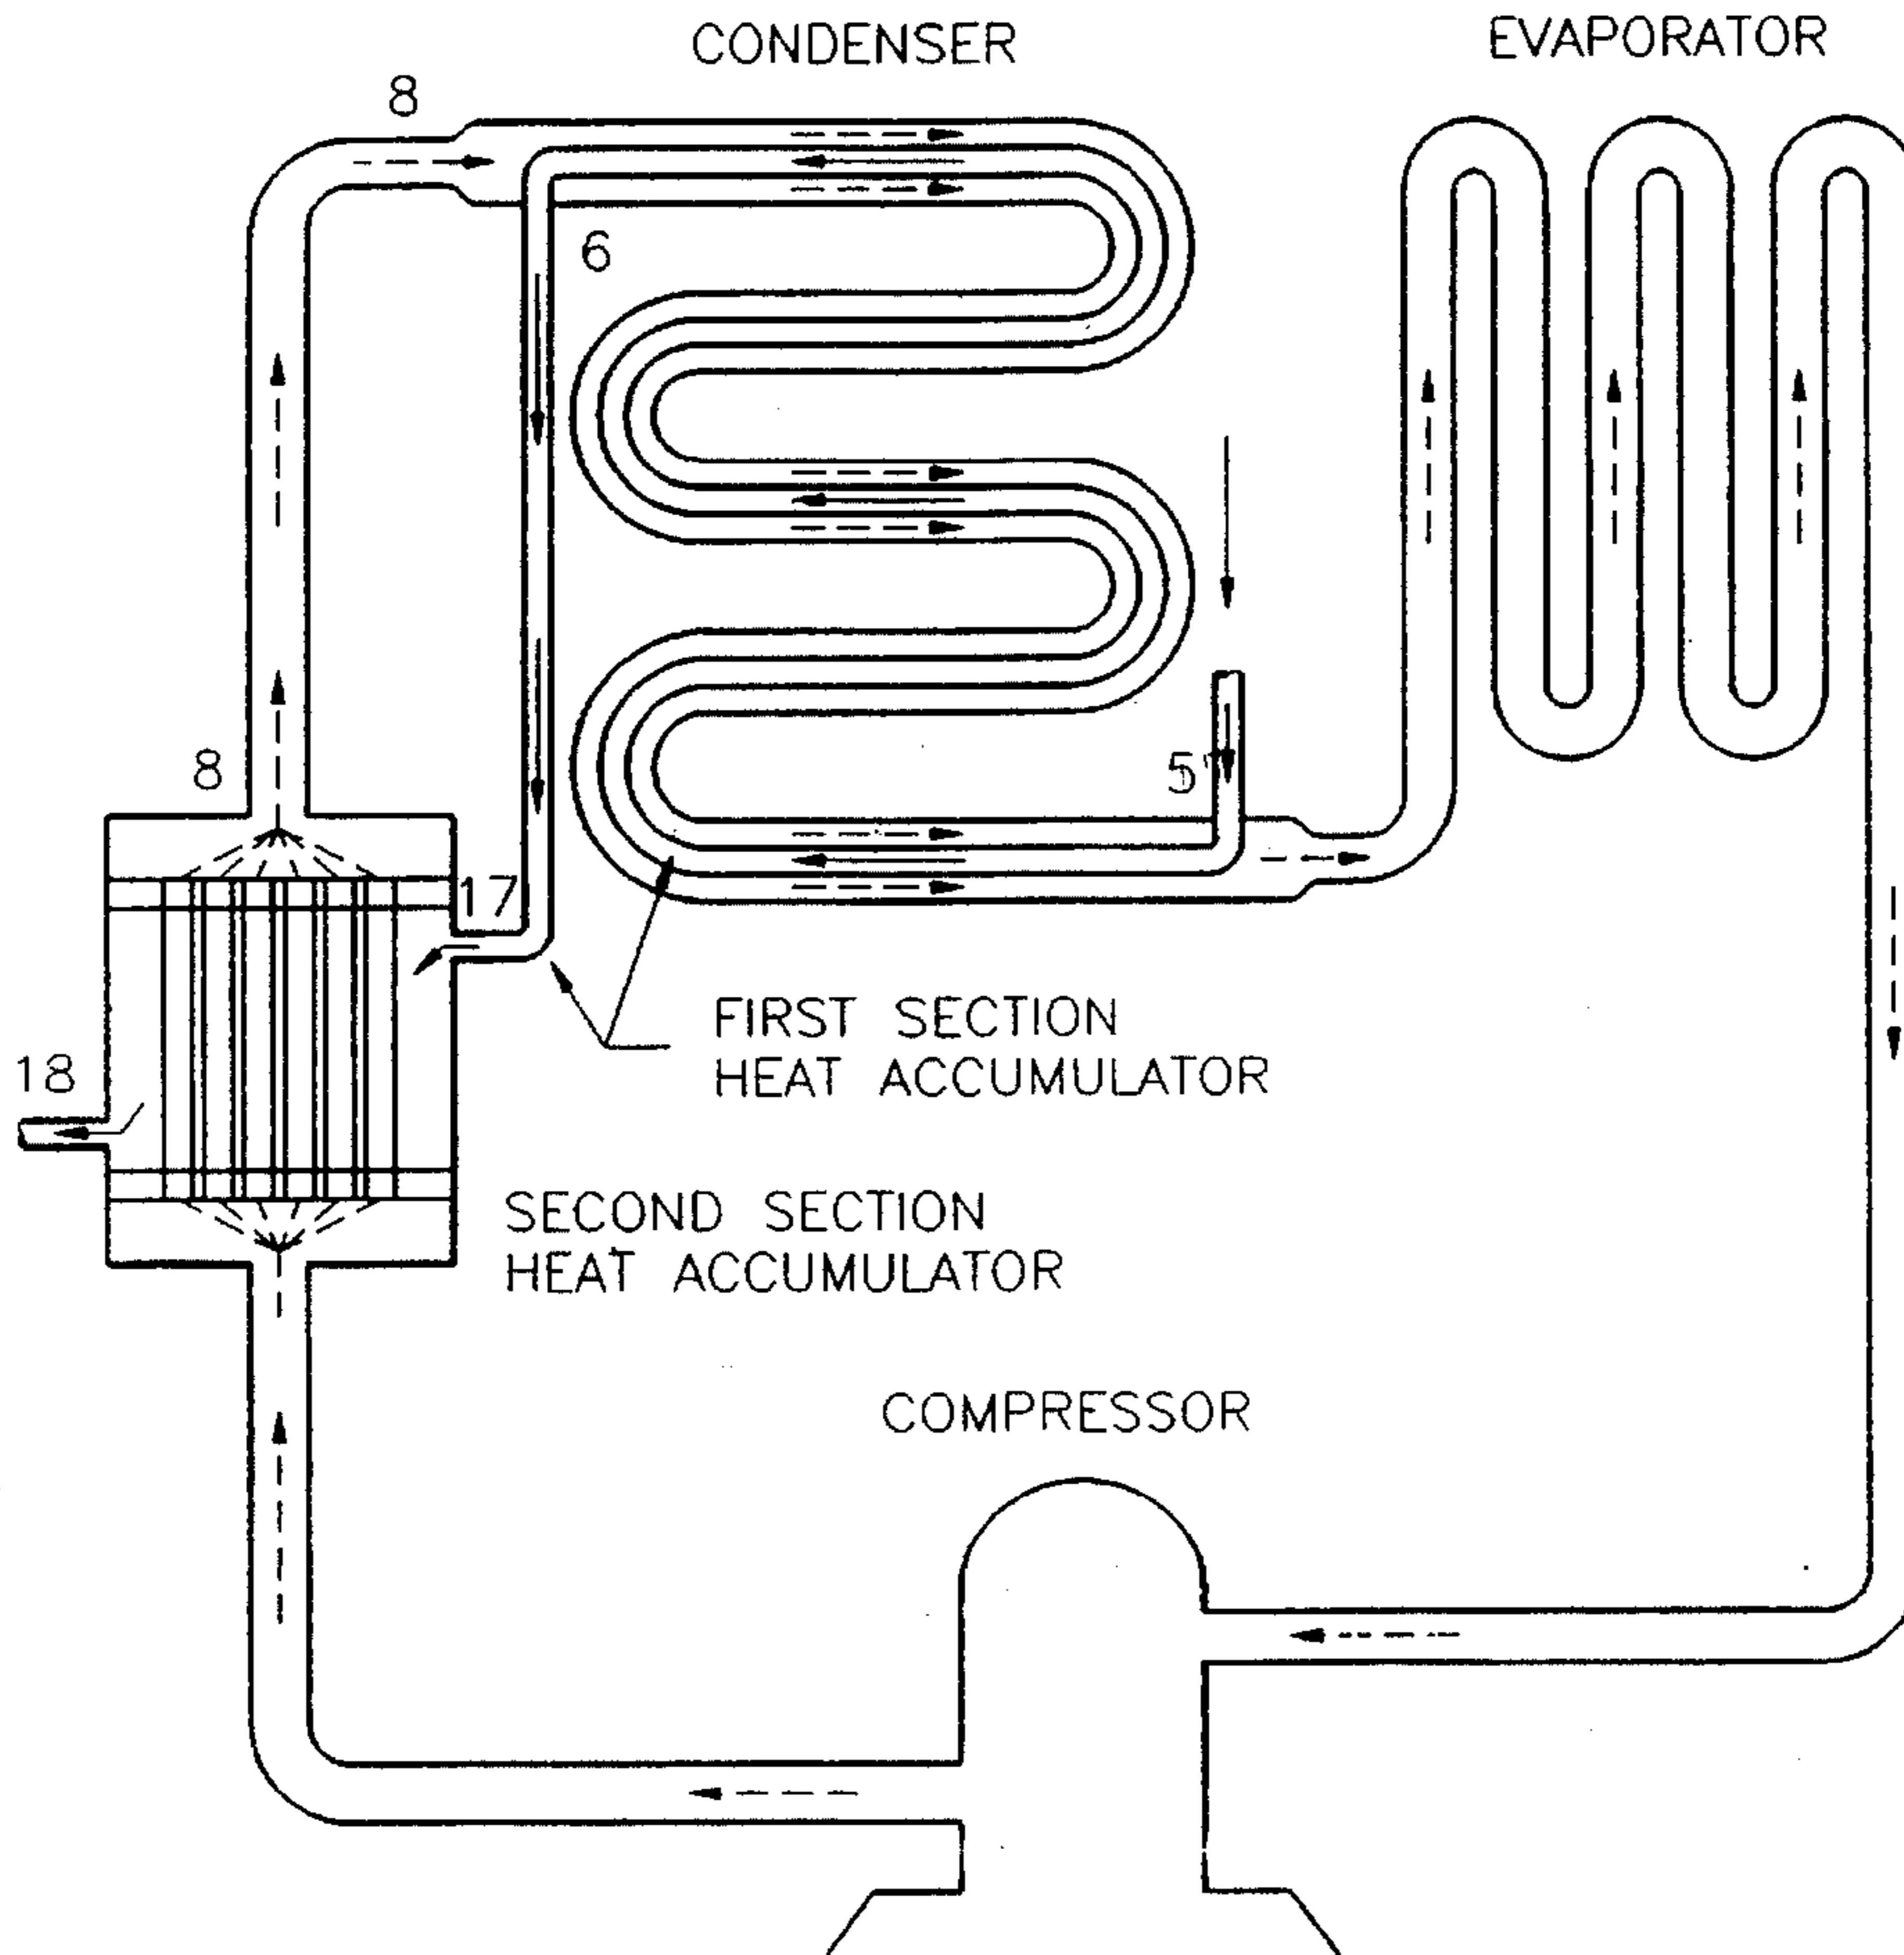 CONDENSER
EVAPORATOR
8
6
8
5
17
FIRST SECTION
HEAT ACCUMULATOR
18
SECOND SECTION
HEAT ACCUMULATOR
COMPRESSOR